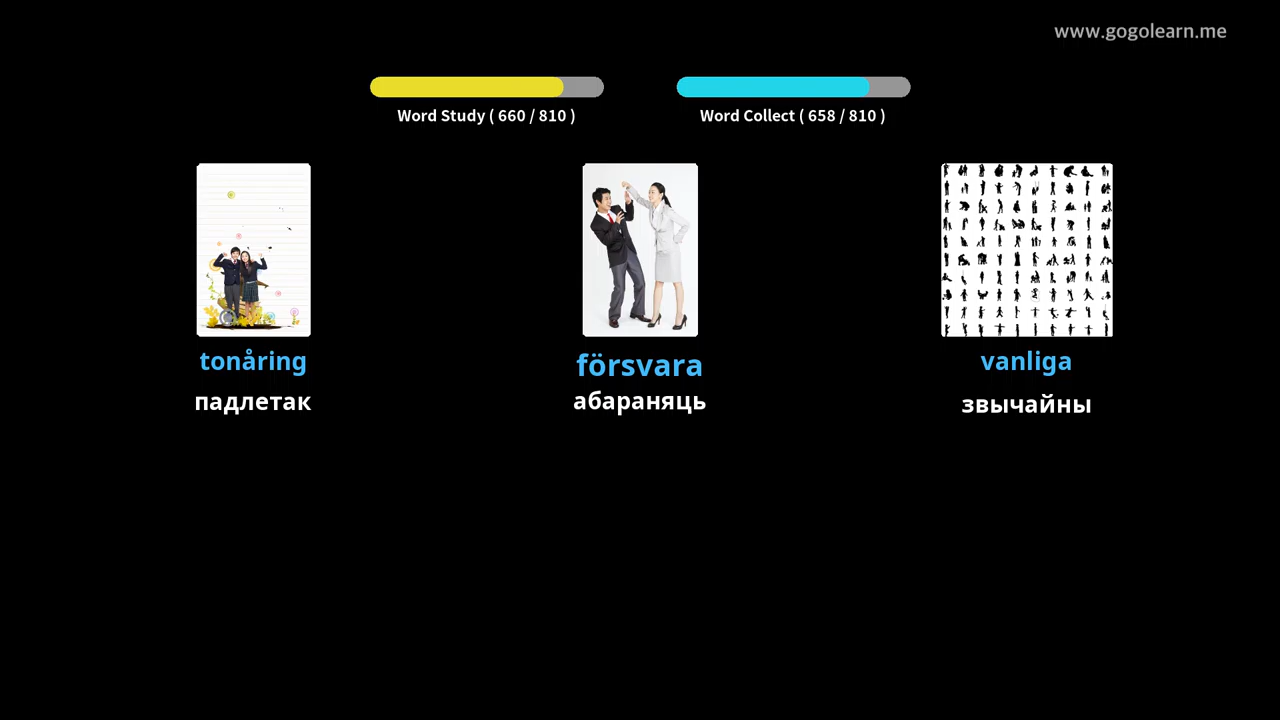 www.gogolearn.me
Word Study ( 660 / 810 )
Word Collect ( 658 / 810 )
tonåring
försvara
vanliga
падлетак
абараняць
звычайны